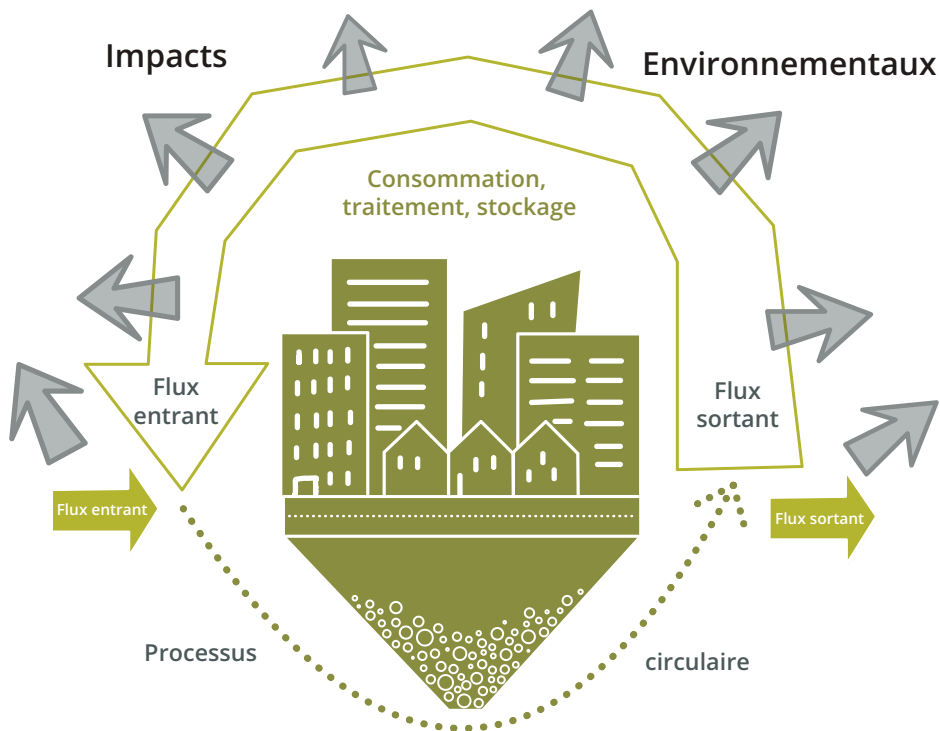 Impacts
Environnementaux
Consommation,
traitement, stockage
Flux
entrant
Flux
sortant
Flux entrant
Flux sortant
Processus
circulaire